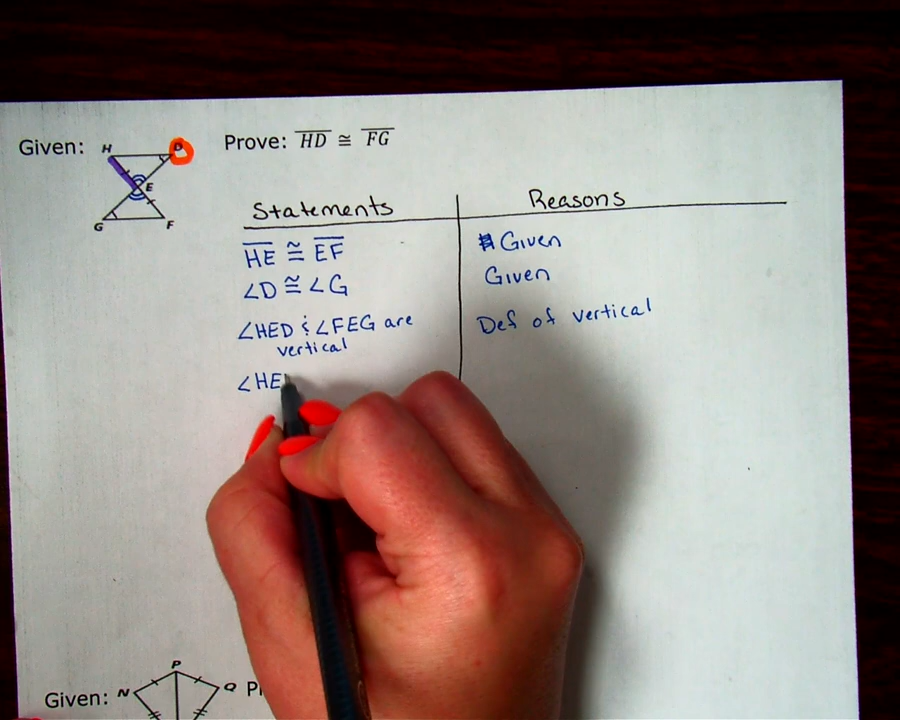 Given: Prove: HD ≅ FG
H D
E
G F
Statements Reasons
HE ≅ EF Given
∠D ≅ ∠G Given
∠HED & ∠FEG are Def of vertical
vertical
∠HE
P
Given: N Q